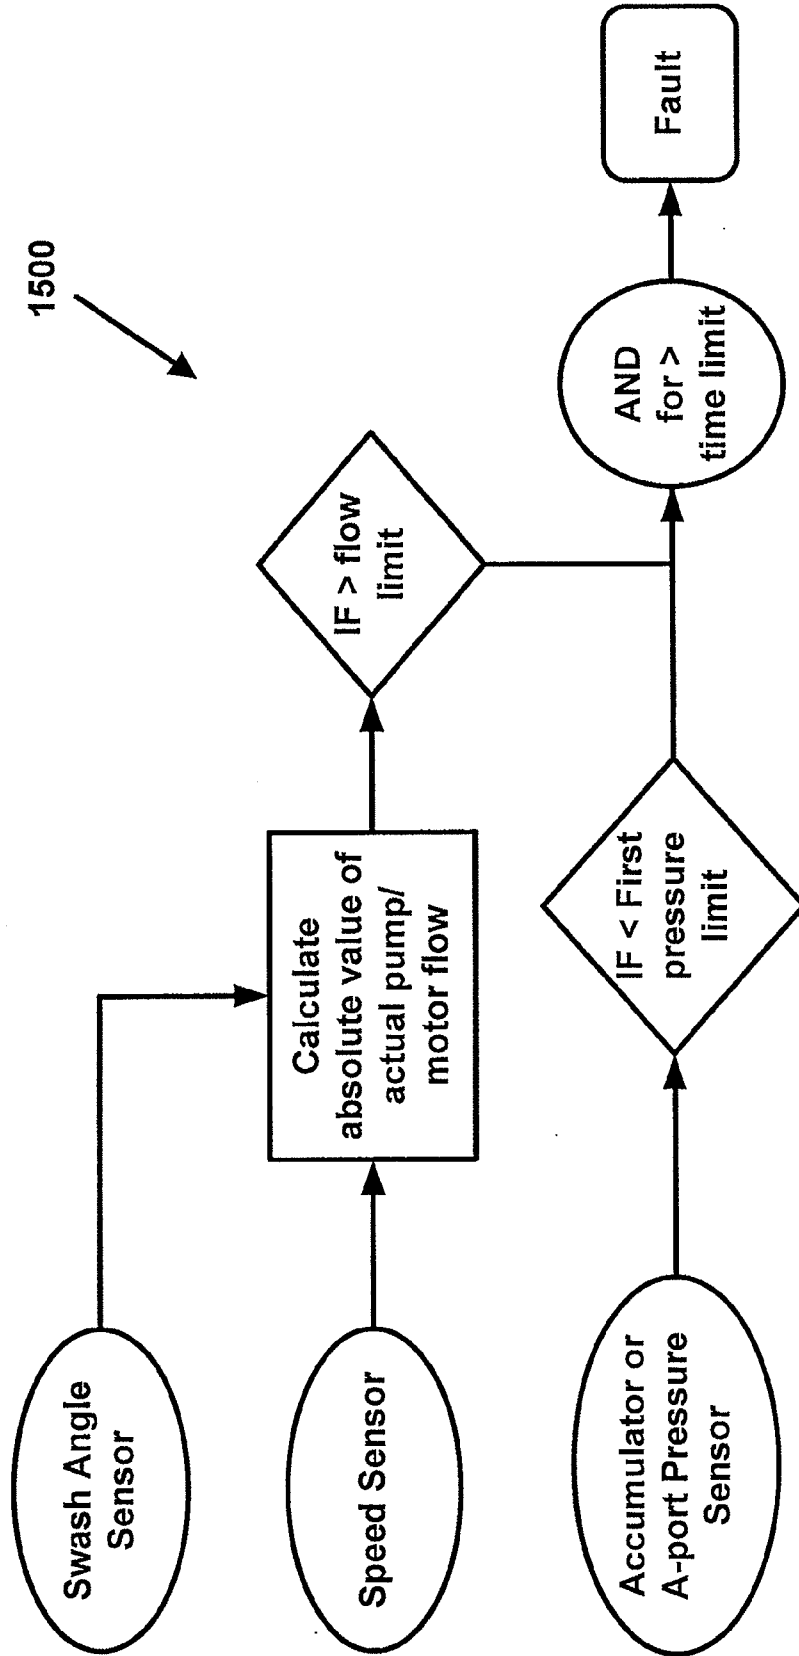 1500
Swash Angle
Sensor
Speed Sensor
Accumulator or
A-port Pressure
Sensor
Calculate
absolute value of
actual pump/
motor flow
IF > flow
limit
IF < First
pressure
limit
AND
for >
time limit
Fault